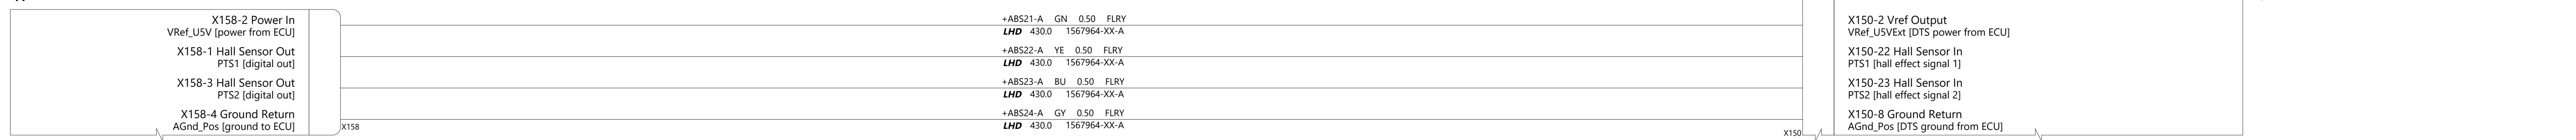 X158-2 Power In
VRef_U5V [power from ECU]
X158-1 Hall Sensor Out
PTS1 [digital out]
X158-3 Hall Sensor Out
PTS2 [digital out]
X158-4 Ground Return
AGnd_Pos [ground to ECU]
X158
+ABS21-A GN 0.50 FLRY
LHD 430.0 1567964-XX-A
+ABS22-A YE 0.50 FLRY
LHD 430.0 1567964-XX-A
+ABS23-A BU 0.50 FLRY
LHD 430.0 1567964-XX-A
+ABS24-A GY 0.50 FLRY
LHD 430.0 1567964-XX-A
X150
X150-2 Vref Output
VRef_U5VExt [DTS power from ECU]
X150-22 Hall Sensor In
PTS1 [hall effect signal 1]
X150-23 Hall Sensor In
PTS2 [hall effect signal 2]
X150-8 Ground Return
AGnd_Pos [DTS ground from ECU]